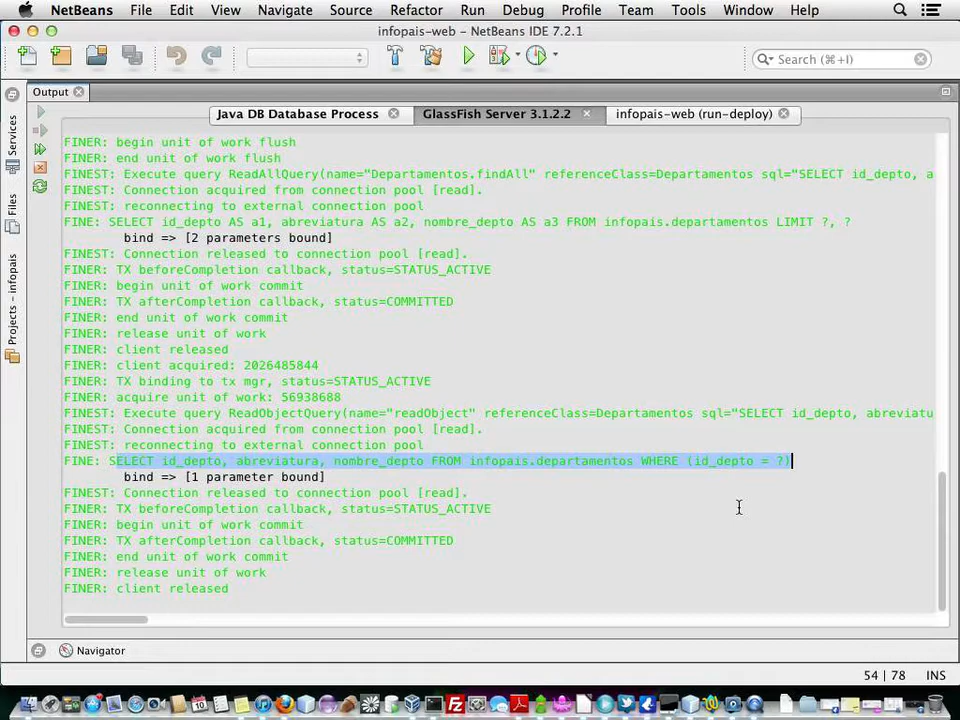 NetBeans File Edit View Navigate Source Refactor Run Debug Profile Team Tools Window Help
infopais-web - NetBeans IDE 7.2.1
Search (⌘+I)
Output
Java DB Database Process GlassFish Server 3.1.2.2 infopais-web (run-deploy)
Services
Files
Projects - infopais
FINER: begin unit of work flush
FINER: end unit of work flush
FINEST: Execute query ReadAllQuery(name="Departamentos.findAll" referenceClass=Departamentos sql="SELECT id_depto, a
FINEST: Connection acquired from connection pool [read].
FINEST: reconnecting to external connection pool
FINE: SELECT id_depto AS a1, abreviatura AS a2, nombre_depto AS a3 FROM infopais.departamentos LIMIT ?, ?
bind => [2 parameters bound]
FINEST: Connection released to connection pool [read].
FINER: TX beforeCompletion callback, status=STATUS_ACTIVE
FINER: begin unit of work commit
FINER: TX afterCompletion callback, status=COMMITTED
FINER: end unit of work commit
FINER: release unit of work
FINER: client released
FINER: client acquired: 2026485844
FINER: TX binding to tx mgr, status=STATUS_ACTIVE
FINER: acquire unit of work: 56938688
FINEST: Execute query ReadObjectQuery(name="readObject" referenceClass=Departamentos sql="SELECT id_depto, abreviatu
FINEST: Connection acquired from connection pool [read].
FINEST: reconnecting to external connection pool
FINE: SELECT id_depto, abreviatura, nombre_depto FROM infopais.departamentos WHERE (id_depto = ?)
bind => [1 parameter bound]
FINEST: Connection released to connection pool [read].
FINER: TX beforeCompletion callback, status=STATUS_ACTIVE
FINER: begin unit of work commit
FINER: TX afterCompletion callback, status=COMMITTED
FINER: end unit of work commit
FINER: release unit of work
FINER: client released
Navigator
54 | 78 INS